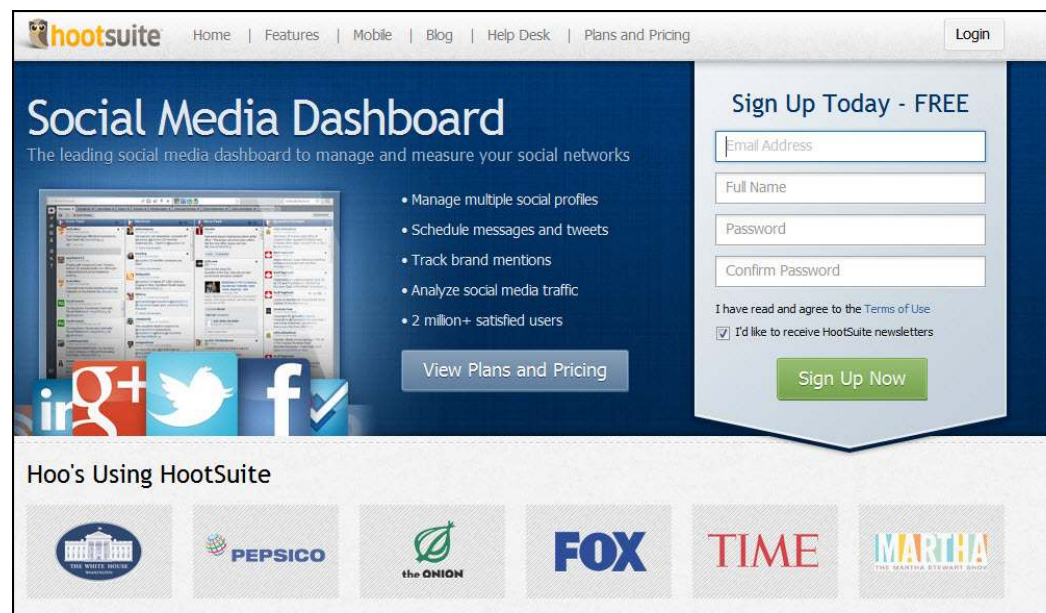 hootsuite
Home | Features | Mobile | Blog | Help Desk | Plans and Pricing
Login
Social Media Dashboard
The leading social media dashboard to manage and measure your social networks
• Manage multiple social profiles
• Schedule messages and tweets
• Track brand mentions
• Analyze social media traffic
• 2 million+ satisfied users
View Plans and Pricing
in
g+
f
Sign Up Today - FREE
Email Address
Full Name
Password
Confirm Password
I have read and agree to the Terms of Use
I'd like to receive HootSuite newsletters
Sign Up Now
Hoo's Using HootSuite
THE WHITE HOUSE
WASHINGTON
PEPSICO
the ONION
FOX
TIME
MARTHA
THE MARTHA STEWART SHOW